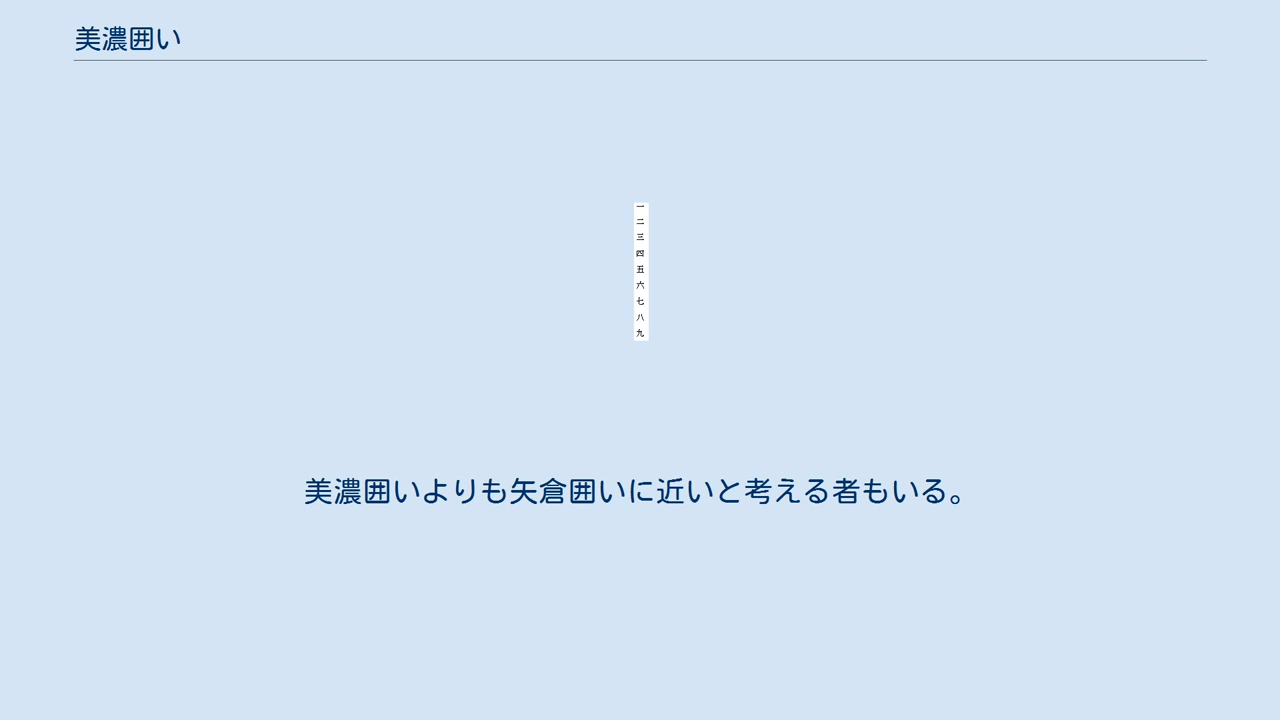 美濃囲い
一
二
三
四
五
六
七
八
九
美濃囲いよりも矢倉囲いに近いと考える者もいる。